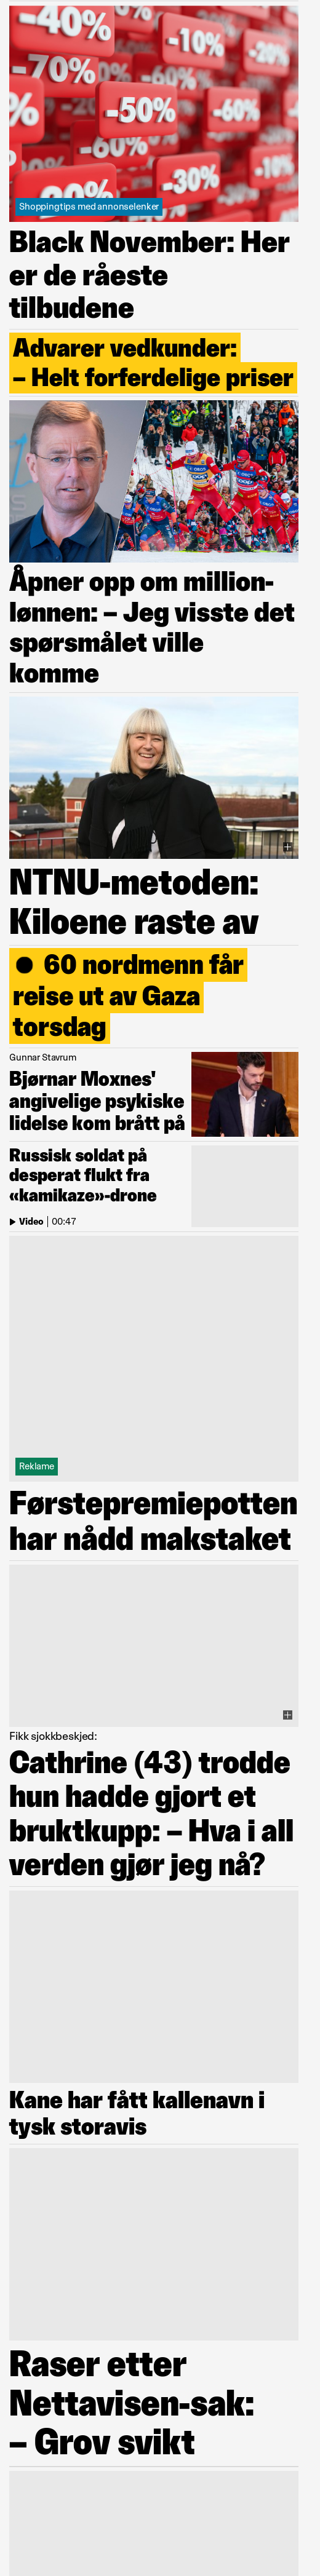 -40%
-10%
-20%
-70%
-50%
-60%
-60%
-30%
Shoppingtips med annonselenker
Black November: Her
er de råeste
tilbudene
Advarer vedkunder:
– Helt forferdelige priser
Åpner opp om million-
lønnen: – Jeg visste det
spørsmålet ville
komme
NTNU-metoden:
Kiloene raste av
60 nordmenn får
reise ut av Gaza
torsdag
Gunnar Stavrum
Bjørnar Moxnes'
angivelige psykiske
lidelse kom brått på
Russisk soldat på
desperat flukt fra
«kamikaze»-drone
Video | 00:47
Reklame
Førstepremiepotten
har nådd makstaket
Fikk sjokkbeskjed:
Cathrine (43) trodde
hun hadde gjort et
bruktkupp: – Hva i all
verden gjør jeg nå?
Kane har fått kallenavn i
tysk storavis
Raser etter
Nettavisen-sak:
– Grov svikt